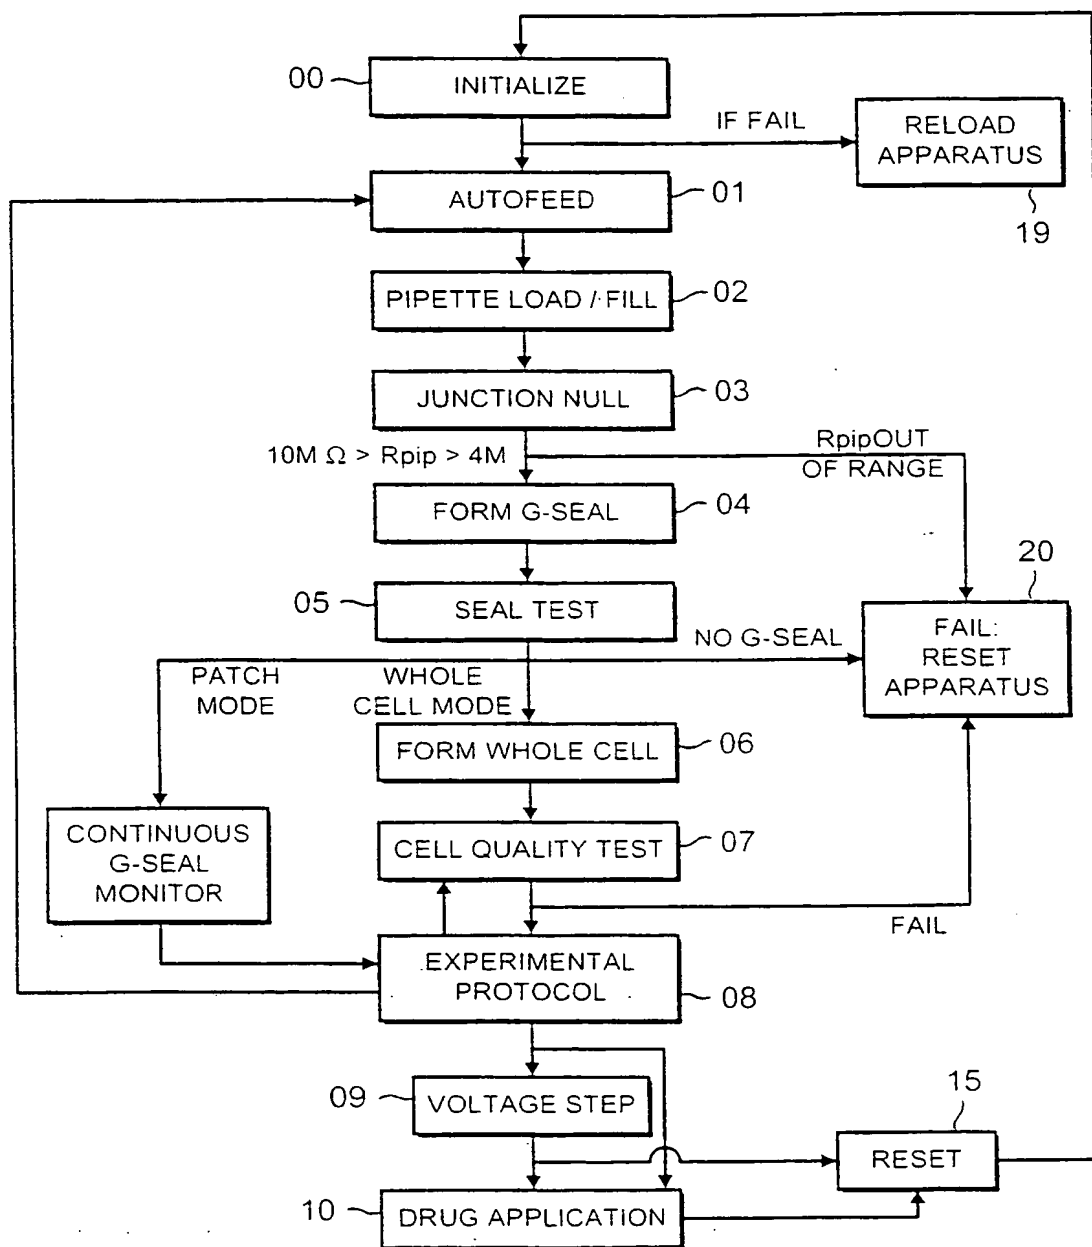 00
INITIALIZE
IF FAIL
RELOAD
APPARATUS
19
AUTOFEED
01
PIPETTE LOAD / FILL
02
JUNCTION NULL
03
10M Ω > Rpip > 4M
RpipOUT
OF RANGE
FORM G-SEAL
04
05
SEAL TEST
20
FAIL:
RESET
APPARATUS
NO G-SEAL
PATCH
MODE
WHOLE
CELL MODE
FORM WHOLE CELL
06
CONTINUOUS
G-SEAL
MONITOR
CELL QUALITY TEST
07
FAIL
EXPERIMENTAL
PROTOCOL
08
09
VOLTAGE STEP
15
RESET
10
DRUG APPLICATION